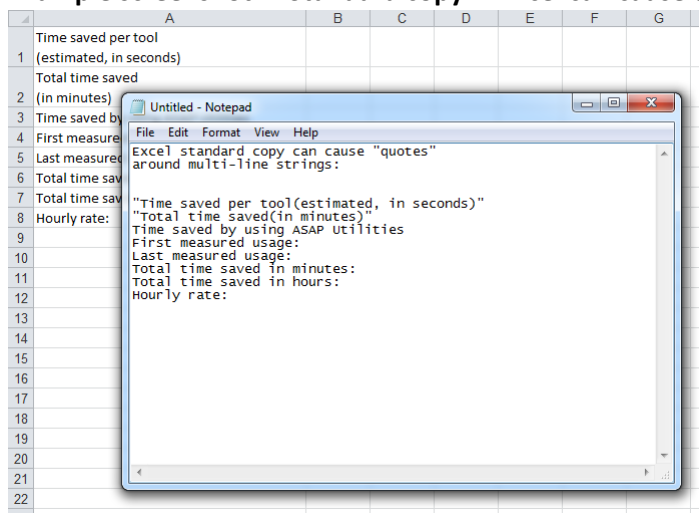 A B C D E F G
1 Time saved per tool
(estimated, in seconds)
2 Total time saved
(in minutes)
3 Time saved by
4 First measure
5 Last measured
6 Total time sav
7 Total time sav
8 Hourly rate:
9
10
11
12
13
14
15
16
17
18
19
20
21
22
Untitled - Notepad
File Edit Format View Help
Excel standard copy can cause "quotes"
around multi-line strings:
"Time saved per tool(estimated, in seconds)"
"Total time saved(in minutes)"
Time saved by using ASAP Utilities
First measured usage:
Last measured usage:
Total time saved in minutes:
Total time saved in hours:
Hourly rate: